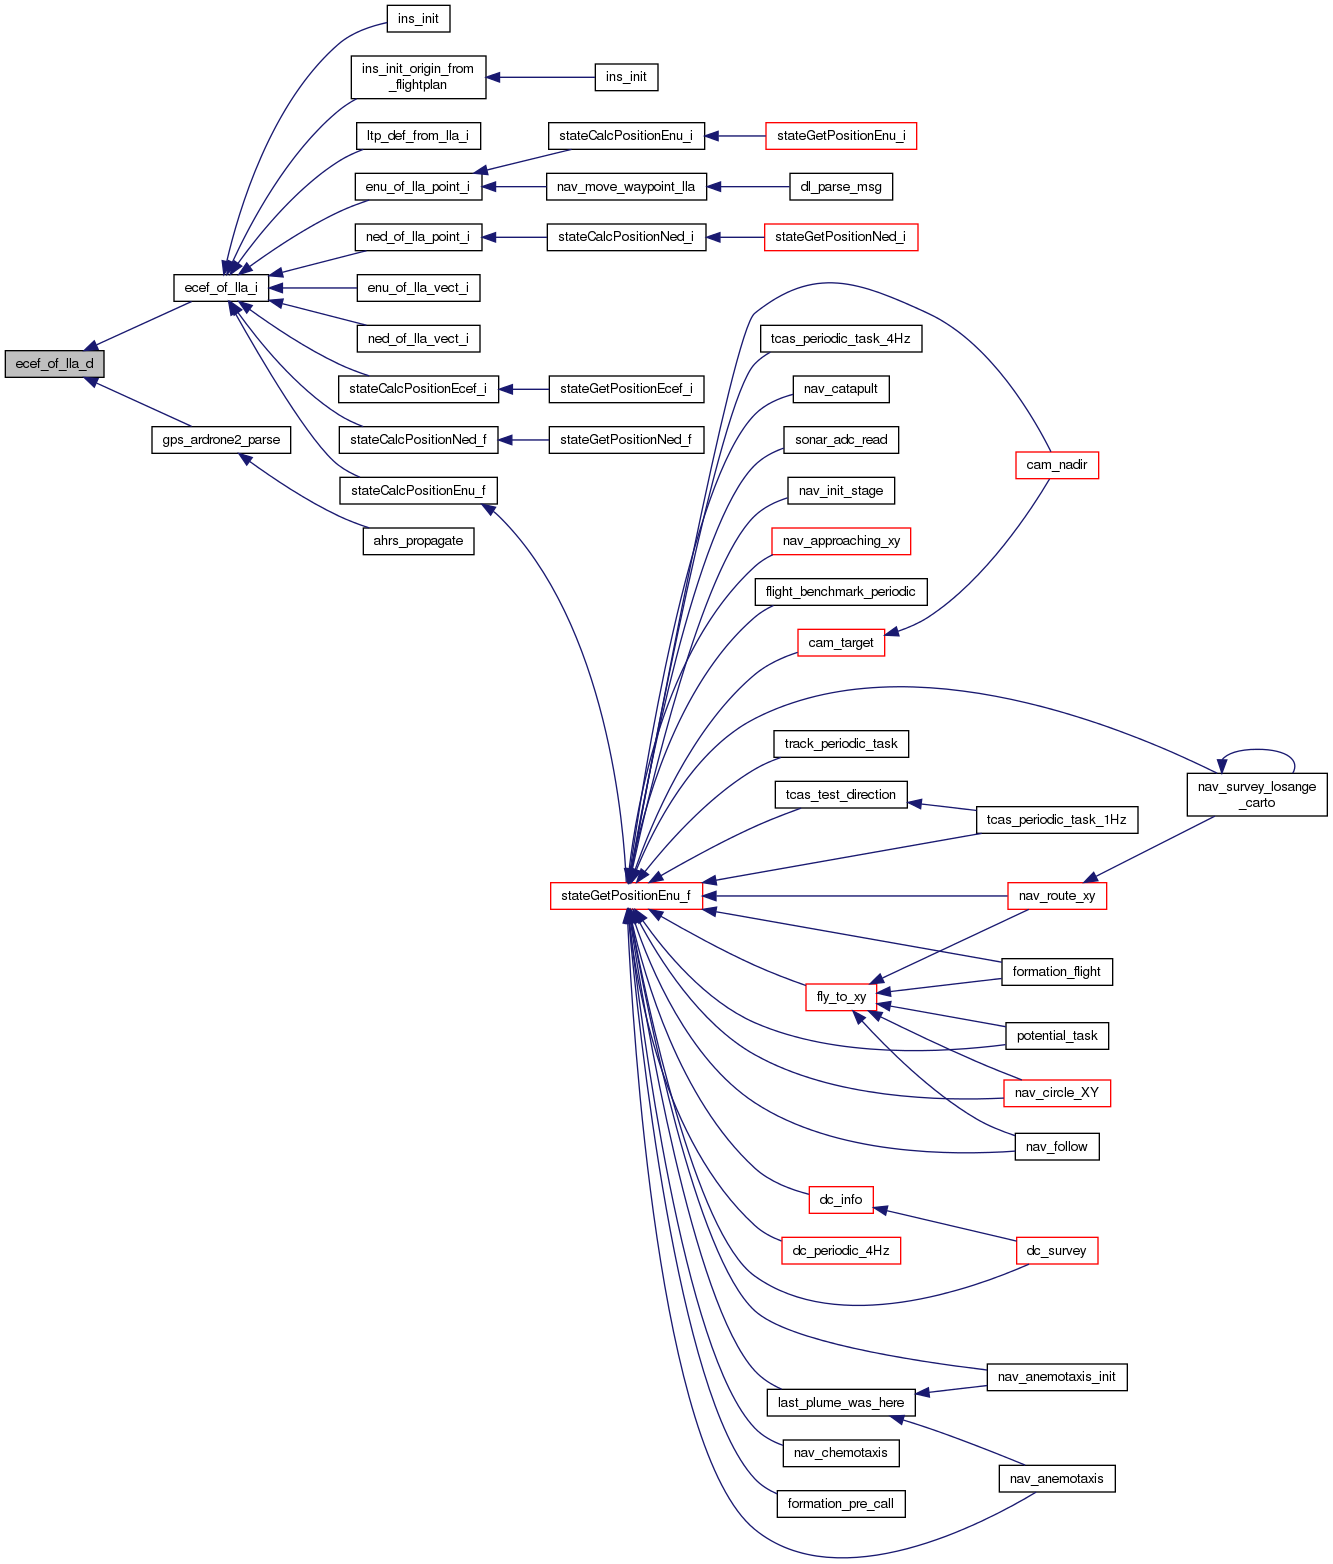 ins_init
ins_init_origin_from
_flightplan
ins_init
ltp_def_from_lla_i
stateCalcPositionEnu_i
stateGetPositionEnu_i
enu_of_lla_point_i
nav_move_waypoint_lla
dl_parse_msg
ned_of_lla_point_i
stateCalcPositionNed_i
stateGetPositionNed_i
ecef_of_lla_i
enu_of_lla_vect_i
ned_of_lla_vect_i
tcas_periodic_task_4Hz
ecef_of_lla_d
stateCalcPositionEcef_i
stateGetPositionEcef_i
nav_catapult
gps_ardrone2_parse
stateCalcPositionNed_f
stateGetPositionNed_f
sonar_adc_read
cam_nadir
stateCalcPositionEnu_f
nav_init_stage
ahrs_propagate
nav_approaching_xy
flight_benchmark_periodic
cam_target
track_periodic_task
nav_survey_losange
_carto
tcas_test_direction
tcas_periodic_task_1Hz
stateGetPositionEnu_f
nav_route_xy
formation_flight
fly_to_xy
potential_task
nav_circle_XY
nav_follow
dc_info
dc_periodic_4Hz
dc_survey
nav_anemotaxis_init
last_plume_was_here
nav_chemotaxis
nav_anemotaxis
formation_pre_call